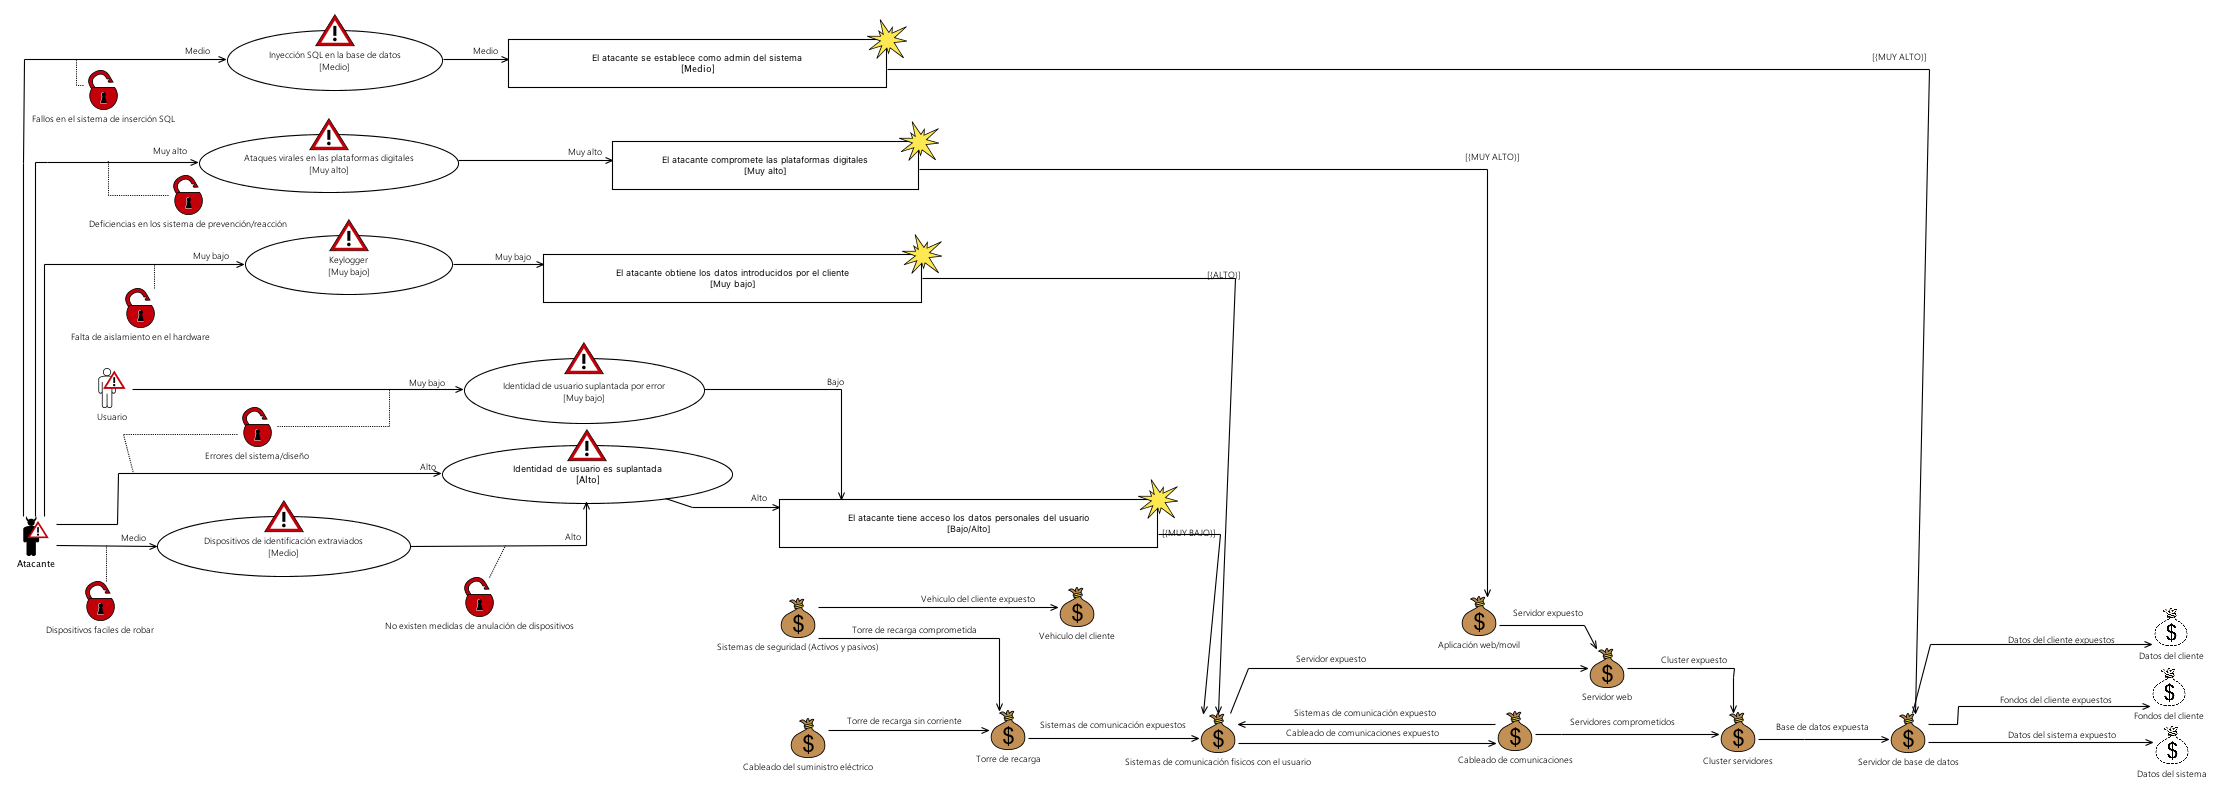 Medio
Inyección SQL en la base de datos
[Medio]
Medio
El atacante se establece como admin del sistema
[Medio]
[{MUY ALTO}]
Fallos en el sistema de inserción SQL
Muy alto
Ataques virales en las plataformas digitales
[Muy alto]
Muy alto
El atacante compromete las plataformas digitales
[Muy alto]
[{MUY ALTO}]
Deficiencias en los sistema de prevención/reacción
Muy bajo
Keylogger
[Muy bajo]
Muy bajo
El atacante obtiene los datos introducidos por el cliente
[Muy bajo]
[{ALTO}]
Falta de aislamiento en el hardware
Usuario
Muy bajo
Identidad de usuario suplantada por error
[Muy bajo]
Bajo
Errores del sistema/diseño
Alto
Identidad de usuario es suplantada
[Alto]
Alto
El atacante tiene acceso los datos personales del usuario
[Bajo/Alto]
[{MUY BAJO}]
Atacante
Medio
Dispositivos de identificación extraviados
[Medio]
Alto
Dispositivos faciles de robar
No existen medidas de anulación de dispositivos
Vehiculo del cliente expuesto
Vehiculo del cliente
Torre de recarga comprometida
Sistemas de seguridad (Activos y pasivos)
Servidor expuesto
Aplicación web/movil
Servidor expuesto
Cluster expuesto
Servidor web
Datos del cliente expuestos
Datos del cliente
Fondos del cliente expuestos
Fondos del cliente
Torre de recarga sin corriente
Cableado del suministro eléctrico
Sistemas de comunicación expuestos
Torre de recarga
Sistemas de comunicación expuesto
Cableado de comunicaciones expuesto
Sistemas de comunicación fisicos con el usuario
Servidores comprometidos
Cableado de comunicaciones
Base de datos expuesta
Cluster servidores
Servidor de base de datos
Datos del sistema expuesto
Datos del sistema